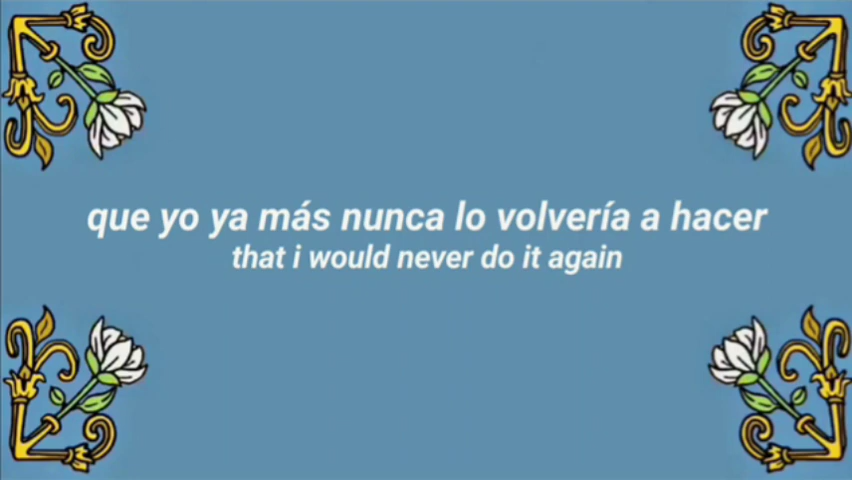 que yo ya más nunca lo volvería a hacer
that i would never do it again